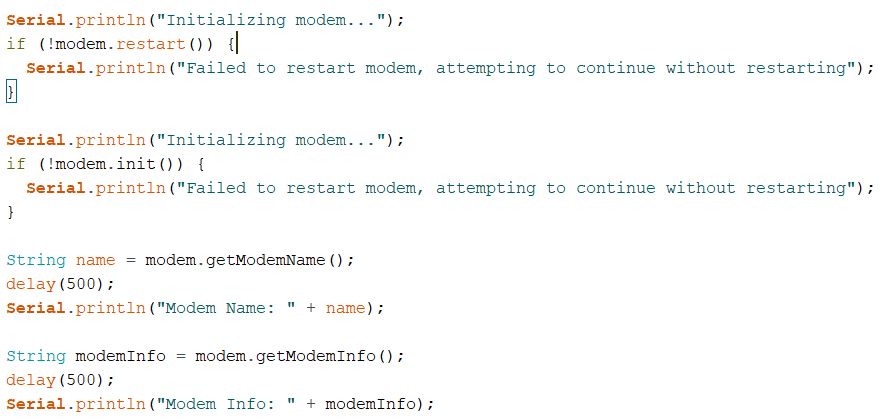 Serial.println("Initializing modem...");
if (!modem.restart()) {
  Serial.println("Failed to restart modem, attempting to continue without restarting");
}
Serial.println("Initializing modem...");
if (!modem.init()) {
  Serial.println("Failed to restart modem, attempting to continue without restarting");
}
String name = modem.getModemName();
delay(500);
Serial.println("Modem Name: " + name);
String modemInfo = modem.getModemInfo();
delay(500);
Serial.println("Modem Info: " + modemInfo);